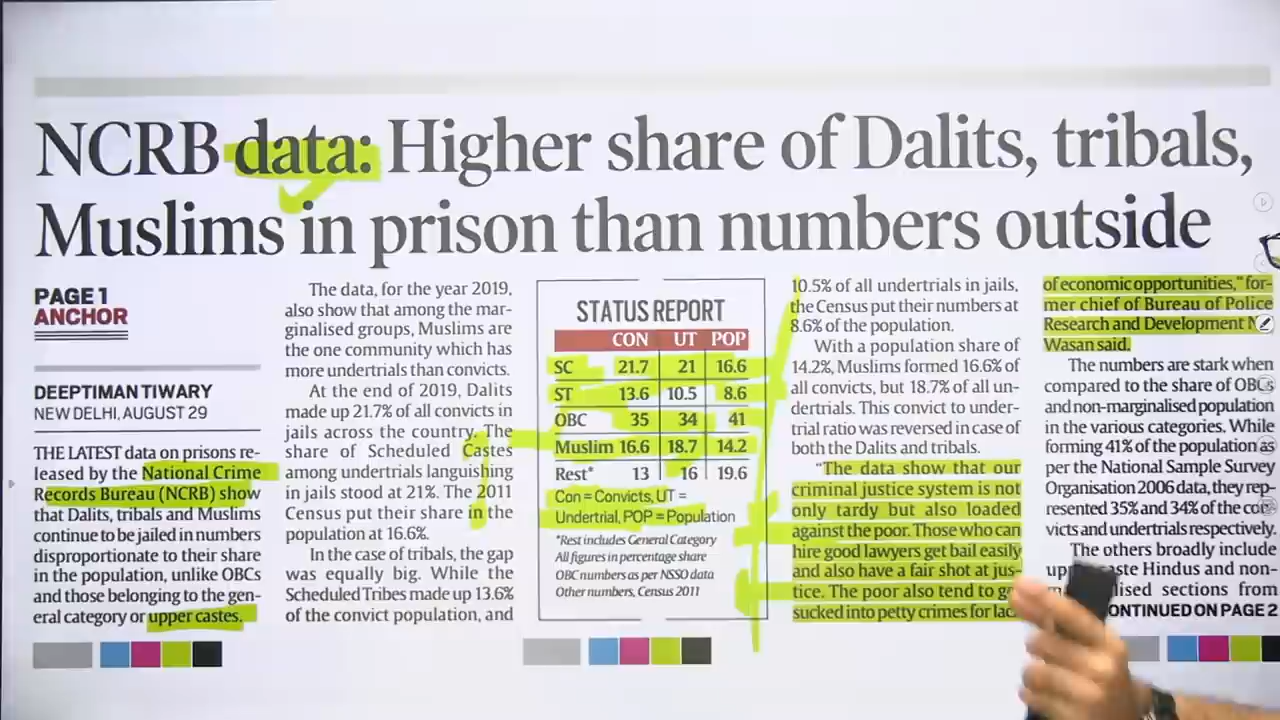 NCRB data: Higher share of Dalits, tribals,
Muslims in prison than numbers outside
PAGE 1
ANCHOR
DEEPTIMAN TIWARY
NEW DELHI, AUGUST 29
THE LATEST data on prisons re-
leased by the National Crime
Records Bureau (NCRB) show
that Dalits, tribals and Muslims
continue to be jailed in numbers
disproportionate to their share
in the population, unlike OBCs
and those belonging to the gen-
eral category or upper castes.
The data, for the year 2019,
also show that among the mar-
ginalised groups, Muslims are
the one community which has
more undertrials than convicts.
At the end of 2019, Dalits
made up 21.7% of all convicts in
jails across the country. The
share of Scheduled Castes
among undertrials languishing
in jails stood at 21%. The 2011
Census put their share in the
population at 16.6%.
In the case of tribals, the gap
was equally big. While the
Scheduled Tribes made up 13.6%
of the convict population, and
STATUS REPORT
CON UT POP
SC 21.7 21 16.6
ST 13.6 10.5 8.6
OBC 35 34 41
Muslim 16.6 18.7 14.2
Rest* 13 16 19.6
Con = Convicts, UT =
Undertrial, POP = Population
*Rest includes General Category
All figures in percentage share
OBC numbers as per NSSO data
Other numbers, Census 2011
10.5% of all undertrials in jails,
the Census put their numbers at
8.6% of the population.
With a population share of
14.2%, Muslims formed 16.6% of
all convicts, but 18.7% of all un-
dertrials. This convict to under-
trial ratio was reversed in case of
both the Dalits and tribals.
"The data show that our
criminal justice system is not
only tardy but also loaded
against the poor. Those who can
hire good lawyers get bail easily
and also have a fair shot at jus-
tice. The poor also tend to
sucked into petty crimes for
of economic opportunities," for-
mer chief of Bureau of Police
Research and Development
Wasan said.
The numbers are stark when
compared to the share of OBCs
and non-marginalised population
in the various categories. While
forming 41% of the population as
per the National Sample Survey
Organisation 2006 data, they rep-
resented 35% and 34% of the con-
victs and undertrials respectively.
The others broadly include
Hindu and non-
sections from
CONTINUED ON PAGE 2